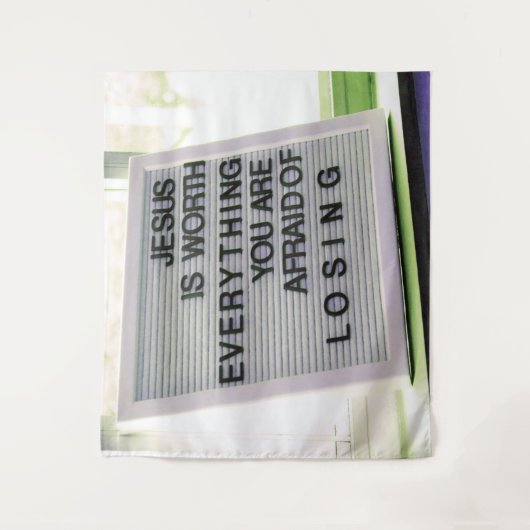 JESUS
IS WORTH
EVERYTHING
YOU ARE
AFRAID OF
LOSING